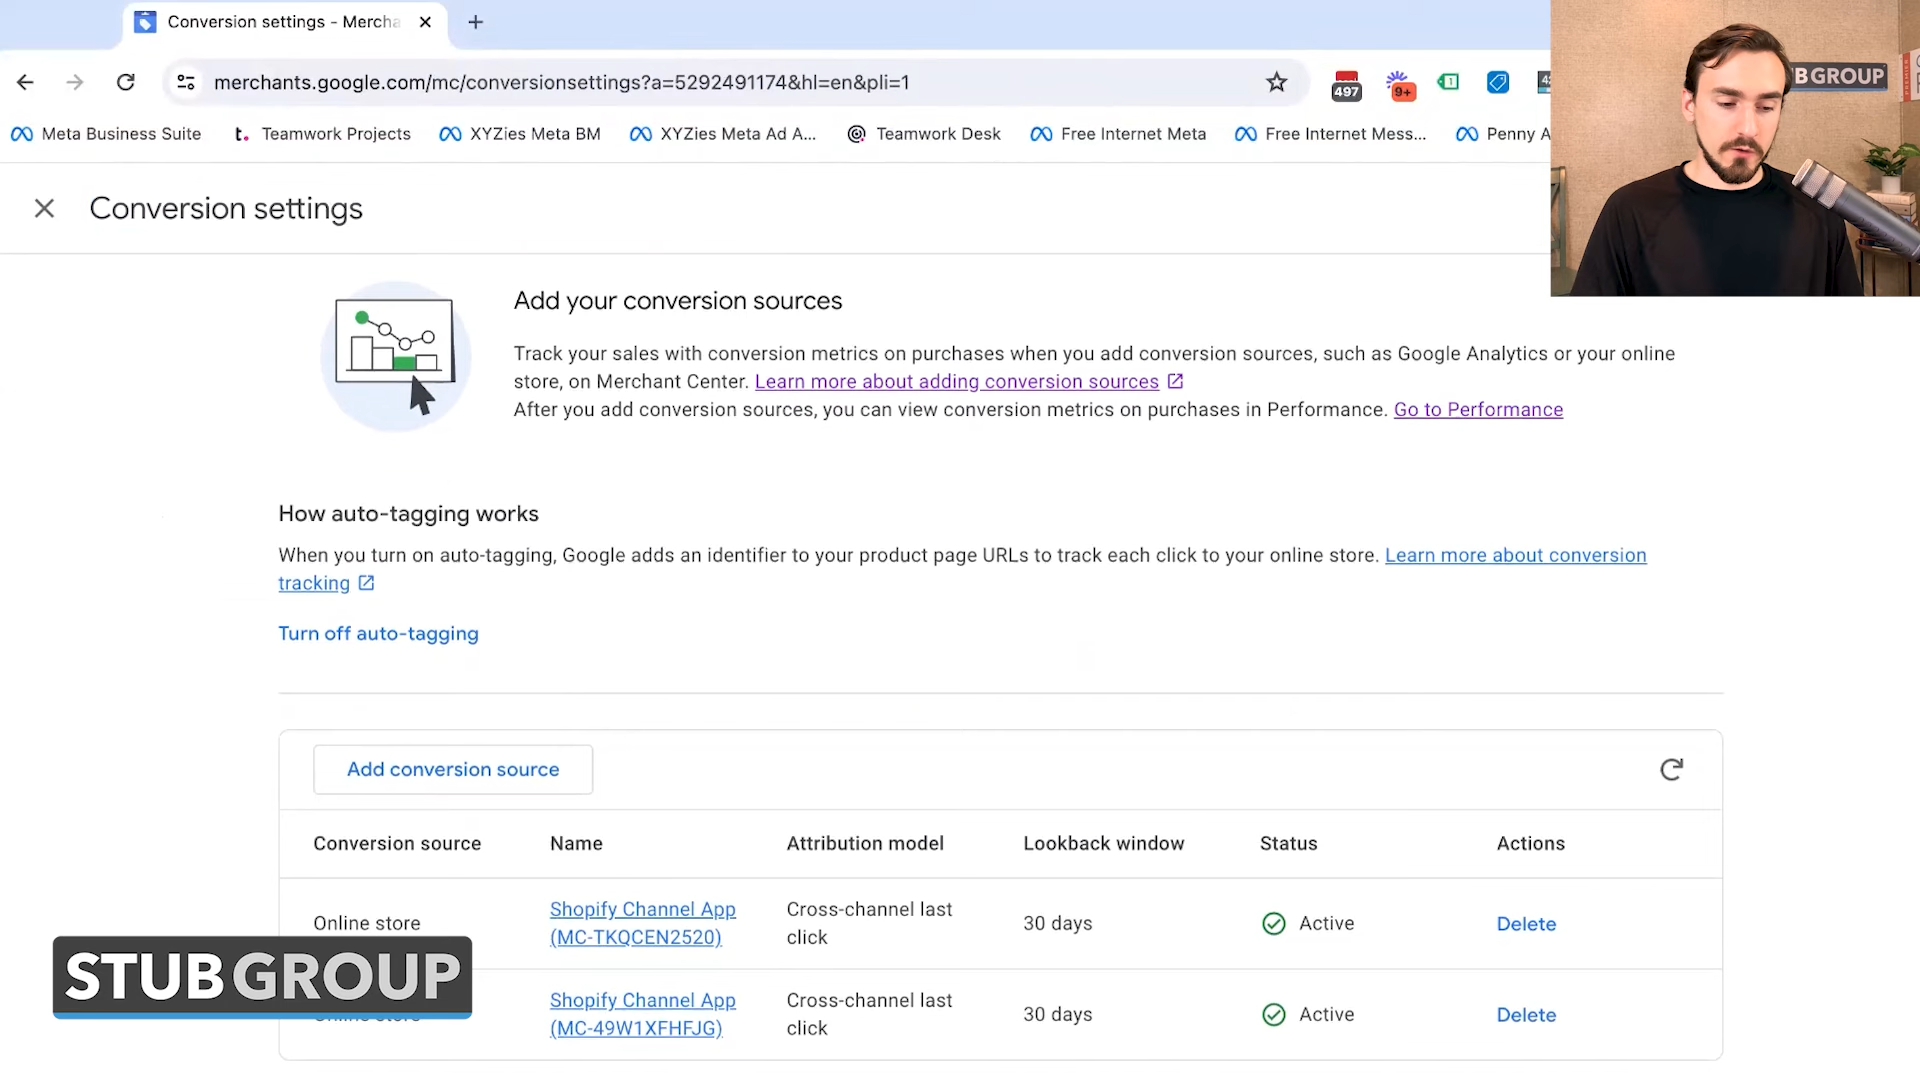 Conversion settings - Mercha
merchants.google.com/mc/conversionsettings?a=5292491174&hl=en&pli=1
497
9+
1
Meta Business Suite
t. Teamwork Projects
XYZies Meta BM
XYZies Meta Ad A...
Teamwork Desk
Free Internet Meta
Free Internet Mess...
Penny A
B GROUP
Conversion settings
Add your conversion sources
Track your sales with conversion metrics on purchases when you add conversion sources, such as Google Analytics or your online
store, on Merchant Center. Learn more about adding conversion sources
After you add conversion sources, you can view conversion metrics on purchases in Performance. Go to Performance
How auto-tagging works
When you turn on auto-tagging, Google adds an identifier to your product page URLs to track each click to your online store. Learn more about conversion
tracking
Turn off auto-tagging
Add conversion source
Conversion source Name Attribution model Lookback window Status Actions
Online store Shopify Channel App (MC-TKQCEN2520) Cross-channel last click 30 days Active Delete
Shopify Channel App (MC-49W1XFHFJG) Cross-channel last click 30 days Active Delete
STUBGROUP